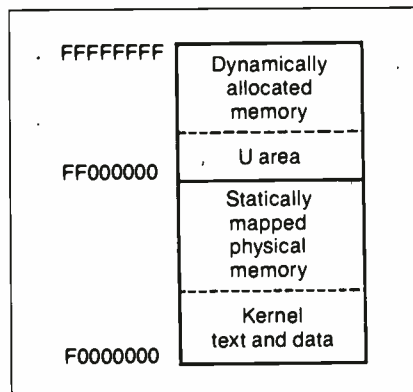 FFFFFFFF
Dynamically
allocated
memory
U area
FF000000
Statically
mapped
physical
memory
Kernel
text and data
F0000000